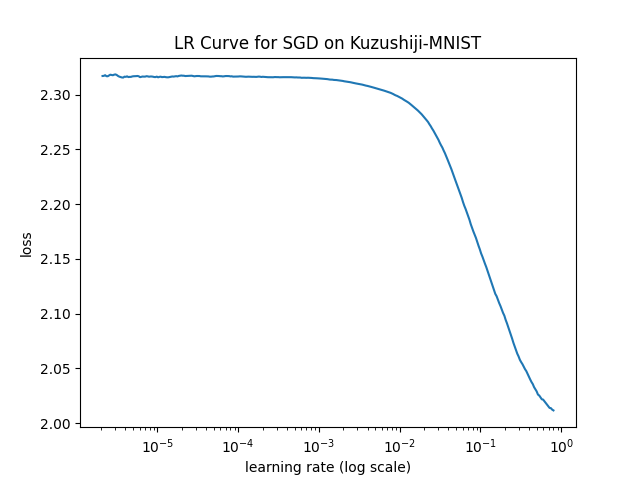 LR Curve for SGD on Kuzushiji-MNIST
2.30
2.25
2.20
2.15
2.10
2.05
2.00
loss
10⁻⁵ 10⁻⁴ 10⁻³ 10⁻² 10⁻¹ 10⁰
learning rate (log scale)